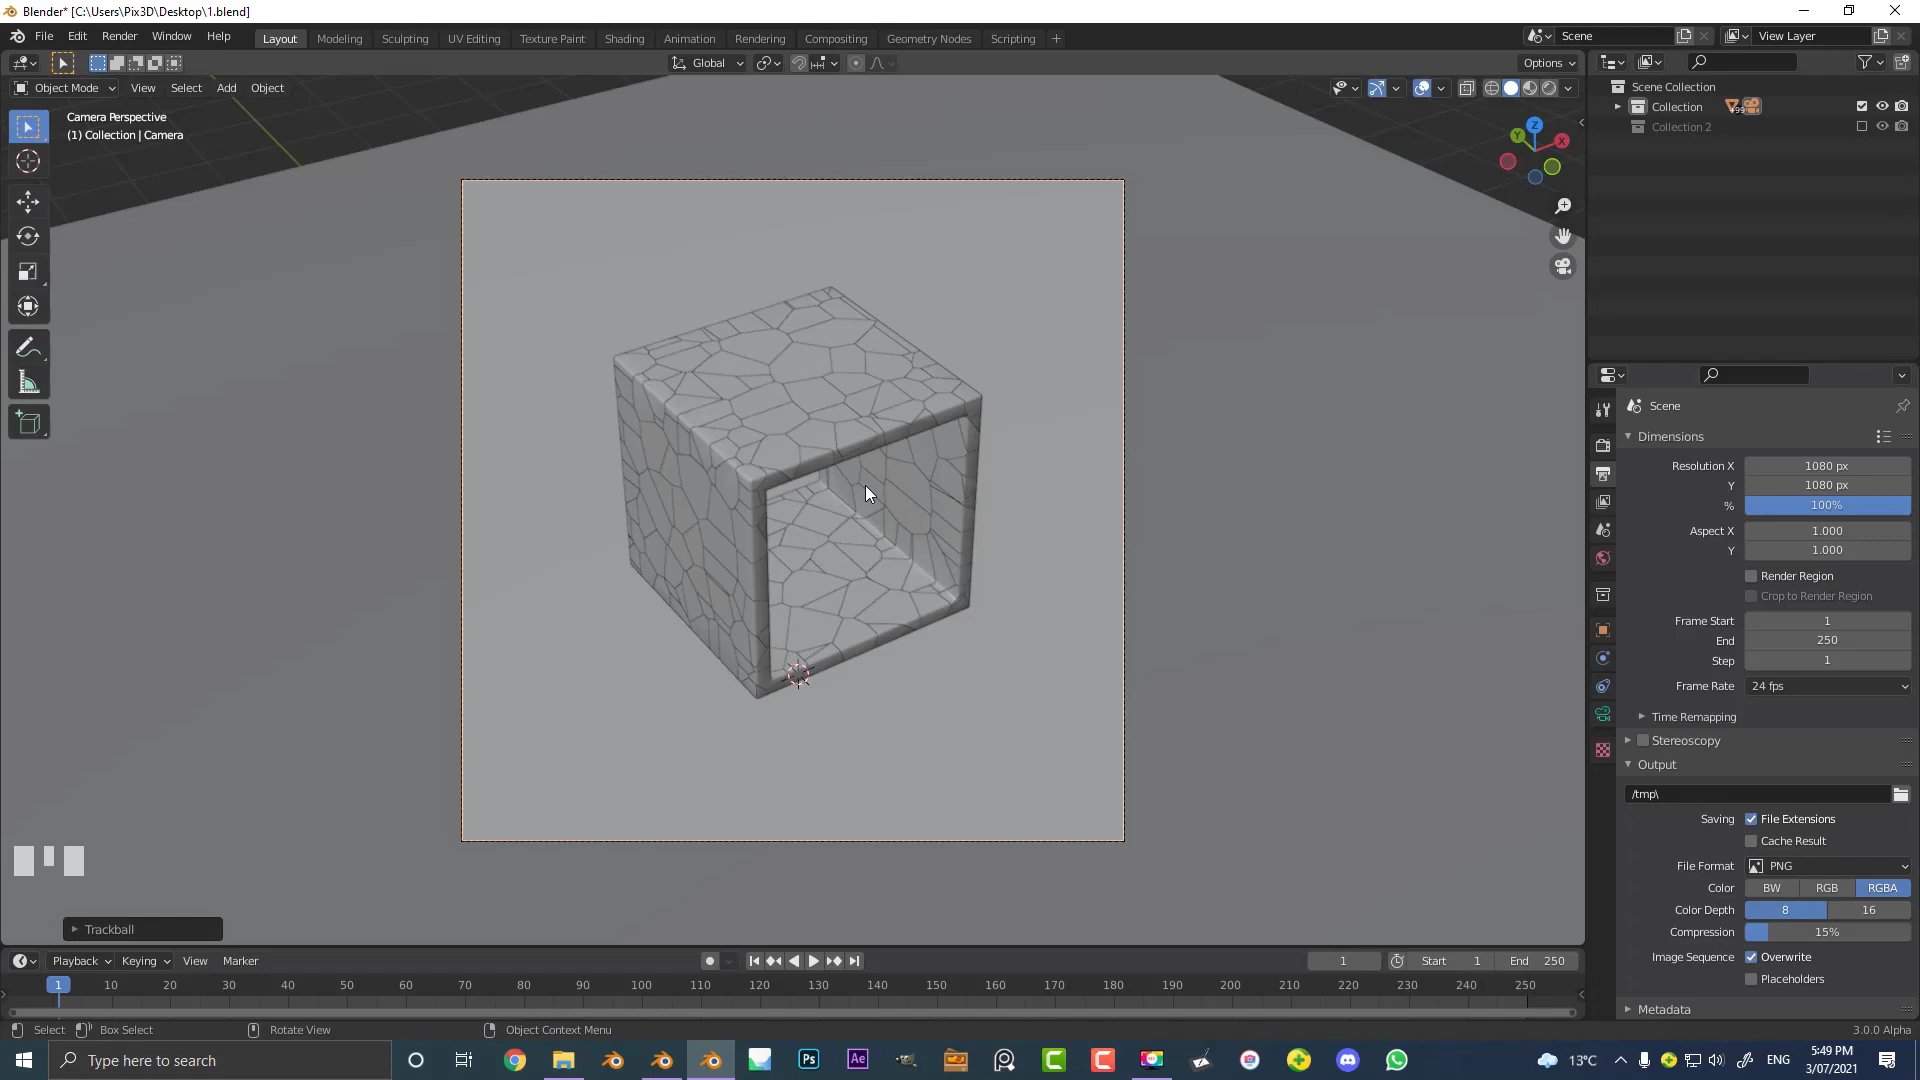 Blender* [C:\Users\Pix3D\Desktop\1.blend]
File Edit Render Window Help
Layout Modeling Sculpting UV Editing Texture Paint Shading Animation Rendering Compositing Geometry Nodes Scripting +
Scene
View Layer
Global
Options
Object Mode View Select Add Object
Camera Perspective
(1) Collection | Camera
Z
Y
X
Scene Collection
Collection
Collection 2
Scene
Dimensions
Resolution X 1080 px
Y 1080 px
% 100%
Aspect X 1.000
Y 1.000
Render Region
Crop to Render Region
Frame Start 1
End 250
Step 1
Frame Rate 24 fps
Time Remapping
Stereoscopy
Output
/tmp\
Saving File Extensions
Cache Result
File Format PNG
Color BW RGB RGBA
Color Depth 8 16
Compression 15%
Image Sequence Overwrite
Placeholders
Metadata
Trackball
Playback Keying View Marker
1 Start 1 End 250
1 10 20 30 40 50 60 70 80 90 100 110 120 130 140 150 160 170 180 190 200 210 220 230 240 250
Select Box Select Rotate View Object Context Menu
3.0.0 Alpha
Type here to search
Ps
Ae
13°C
ENG
5:49 PM
3/07/2021